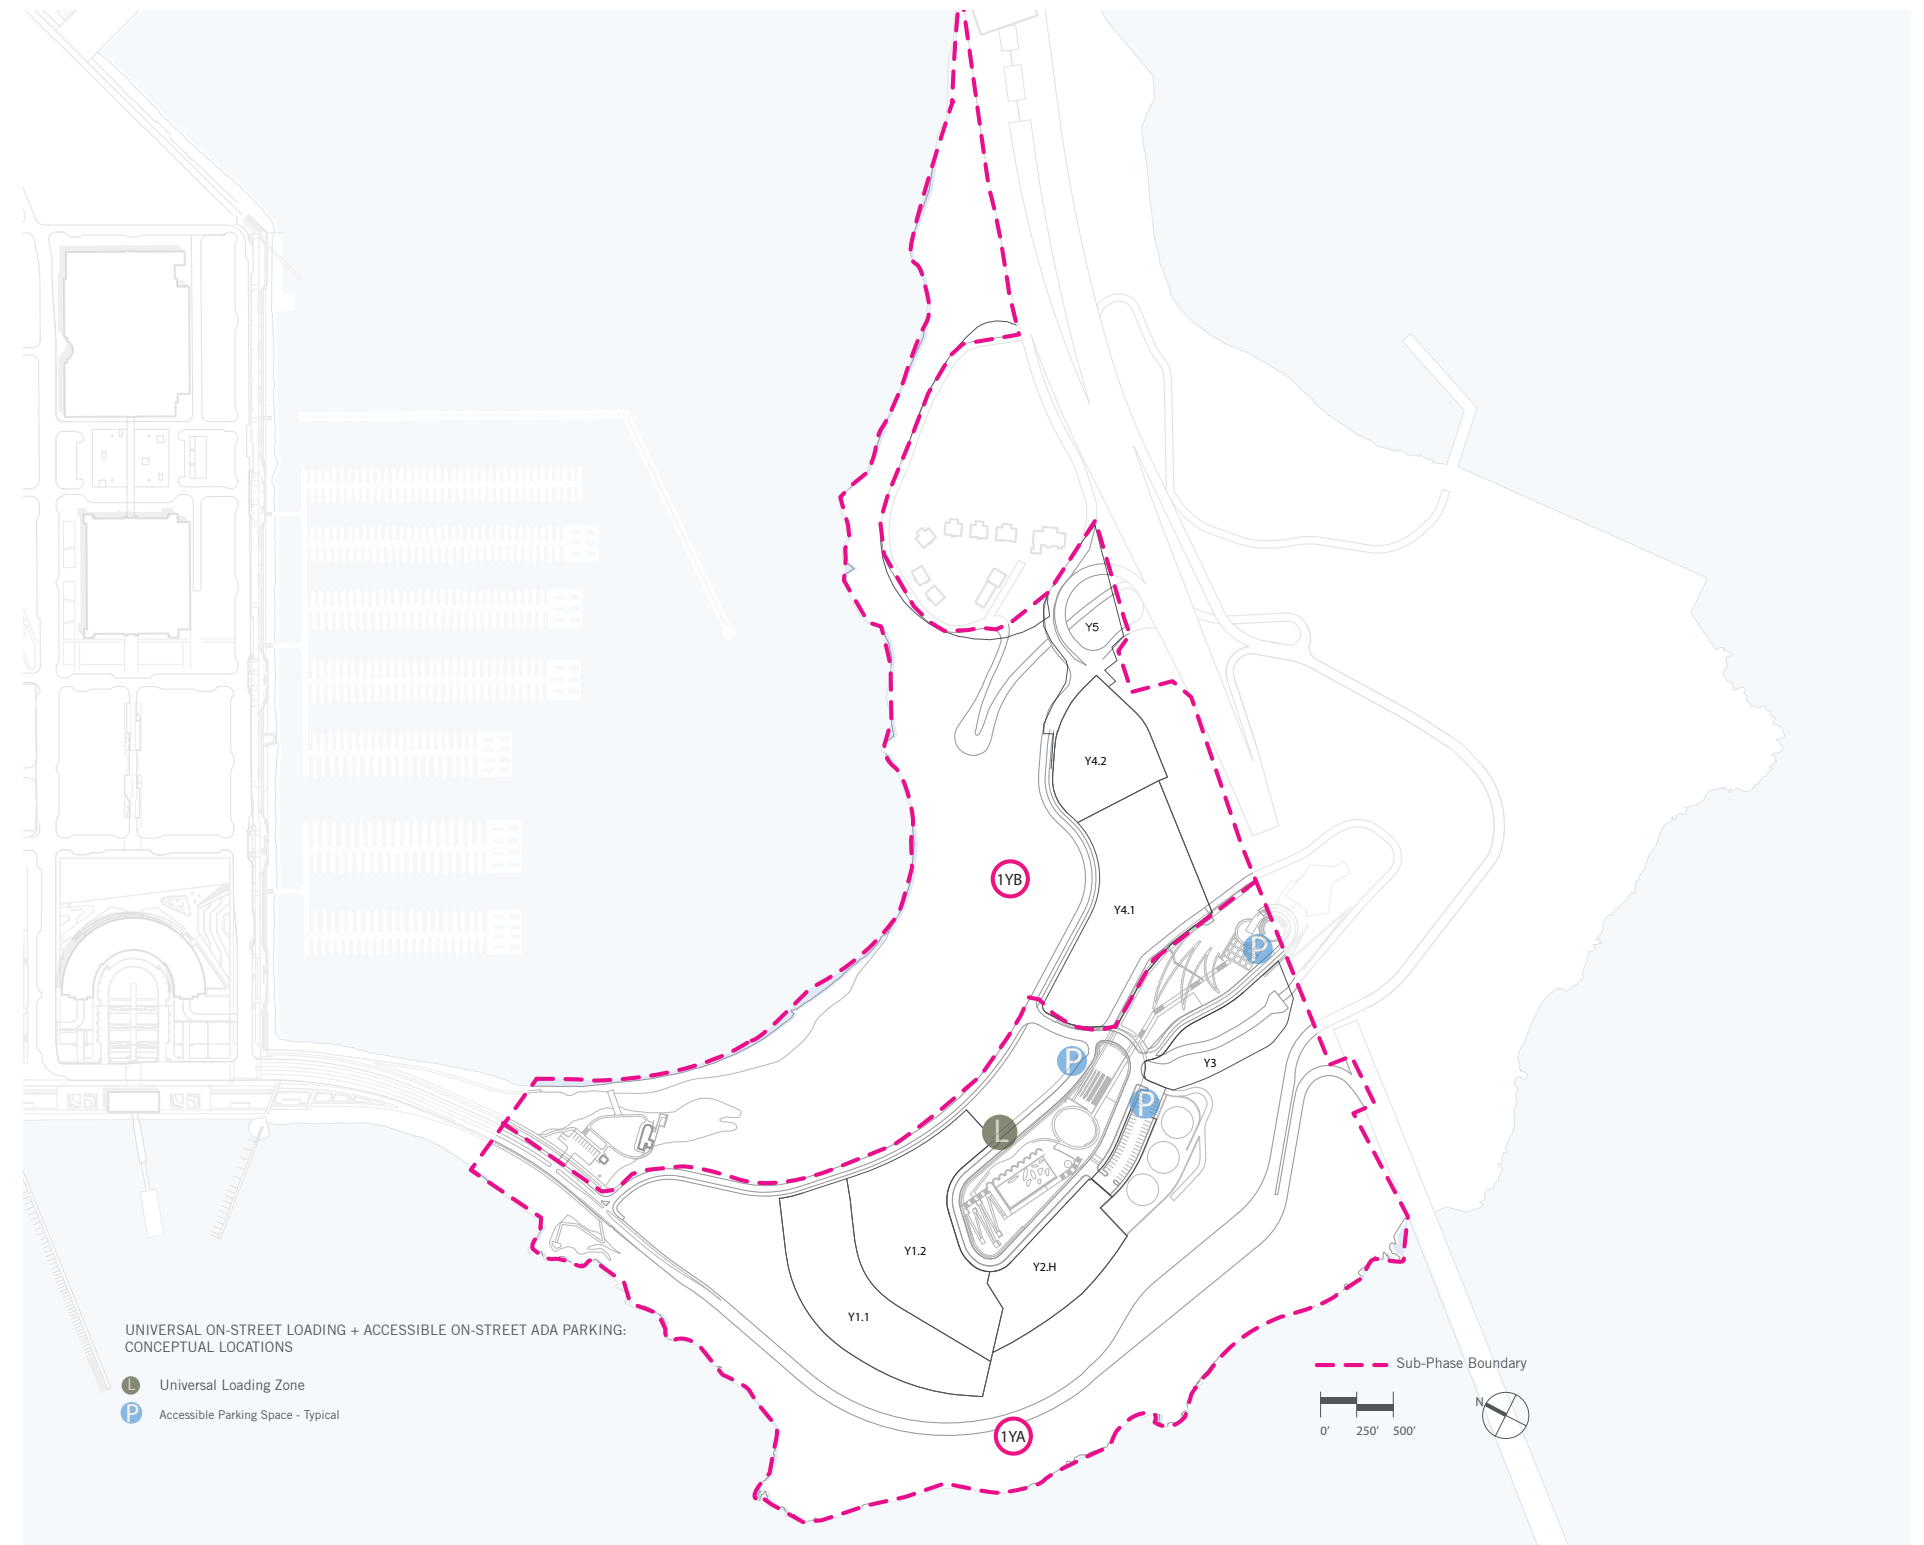 Y5
Y4.2
1YB
Y4.1
P
P
Y3
P
L
Y1.2
Y2.H
Y1.1
UNIVERSAL ON-STREET LOADING + ACCESSIBLE ON-STREET ADA PARKING:
CONCEPTUAL LOCATIONS
L Universal Loading Zone
P Accessible Parking Space - Typical
Sub-Phase Boundary
N
0' 250' 500'
1YA